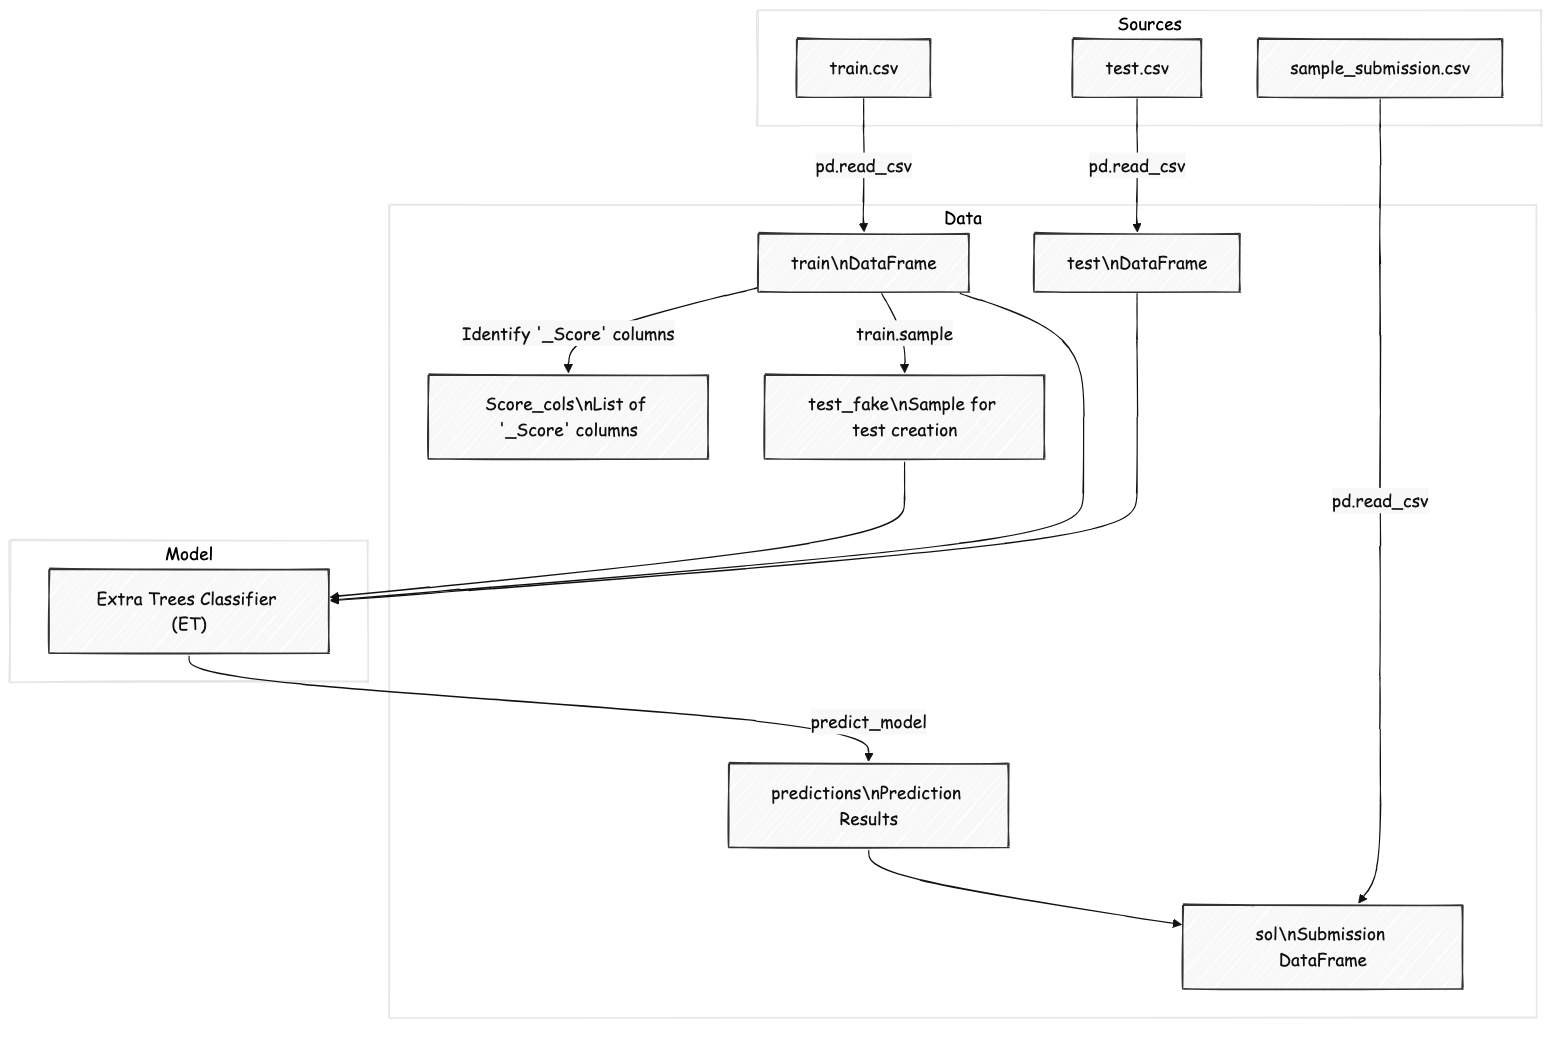 Sources
train.csv
test.csv
sample_submission.csv
pd.read_csv
pd.read_csv
Data
train\nDataFrame
test\nDataFrame
Identify '_Score' columns
train.sample
Score_cols\nList of
'_Score' columns
test_fake\nSample for
test creation
pd.read_csv
Model
Extra Trees Classifier
(ET)
predict_model
predictions\nPrediction
Results
sol\nSubmission
DataFrame